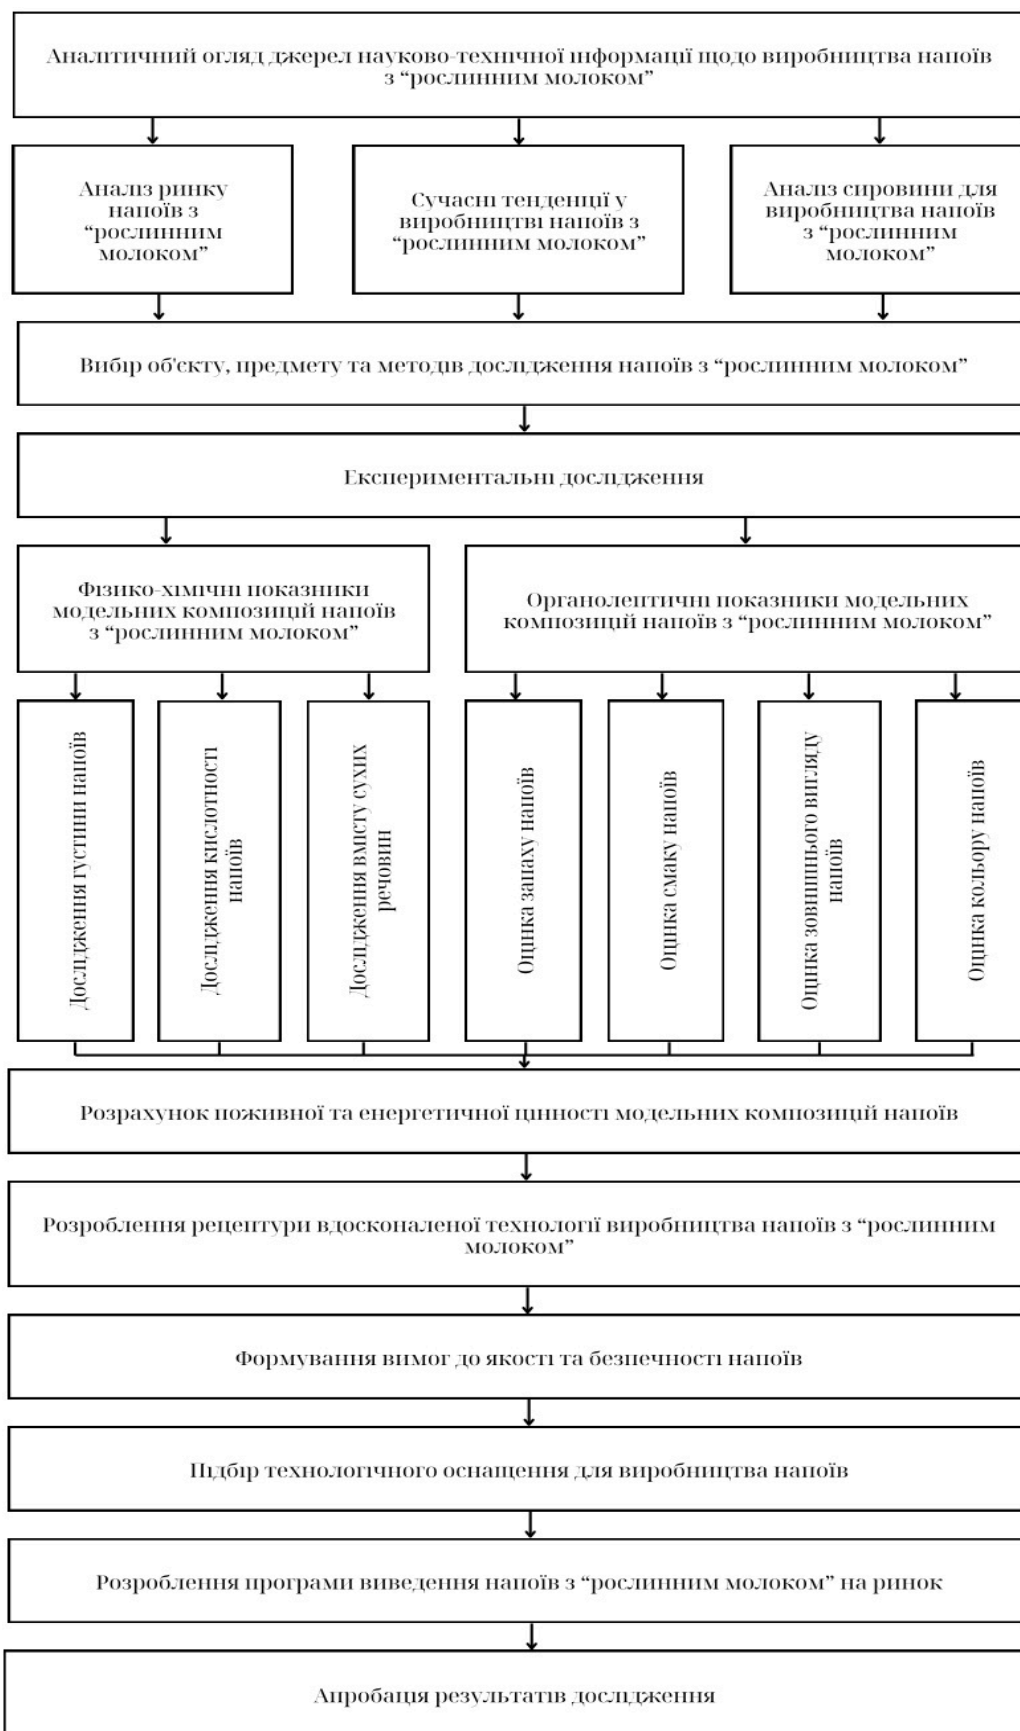 Аналітичний огляд джерел науково-технічної інформації щодо виробництва напоїв
з “рослинним молоком”
Аналіз ринку
напоїв з
“рослинним
молоком”
Сучасні тенденції у
виробництві напоїв з
“рослинним молоком”
Аналіз сировини для
виробництва напоїв
з “рослинним
молоком”
Вибір об'єкту, предмету та методів дослідження напоїв з “рослинним молоком”
Експериментальні дослідження
Фізико-хімічні показники
модельних композицій напоїв
з “рослинним молоком”
Органолептичні показники модельних
композицій напоїв з “рослинним молоком”
Дослідження густини напоїв
Дослідження кислотності
напоїв
Дослідження вмісту сухих
речовин
Оцінка запаху напоїв
Оцінка смаку напоїв
Оцінка зовнішнього вигляду
напоїв
Оцінка кольору напоїв
Розрахунок поживної та енергетичної цінності модельних композицій напоїв
Розроблення рецептури вдосконаленої технології виробництва напоїв з “рослинним
молоком”
Формування вимог до якості та безпечності напоїв
Підбір технологічного оснащення для виробництва напоїв
Розроблення програми виведення напоїв з “рослинним молоком” на ринок
Апробація результатів дослідження